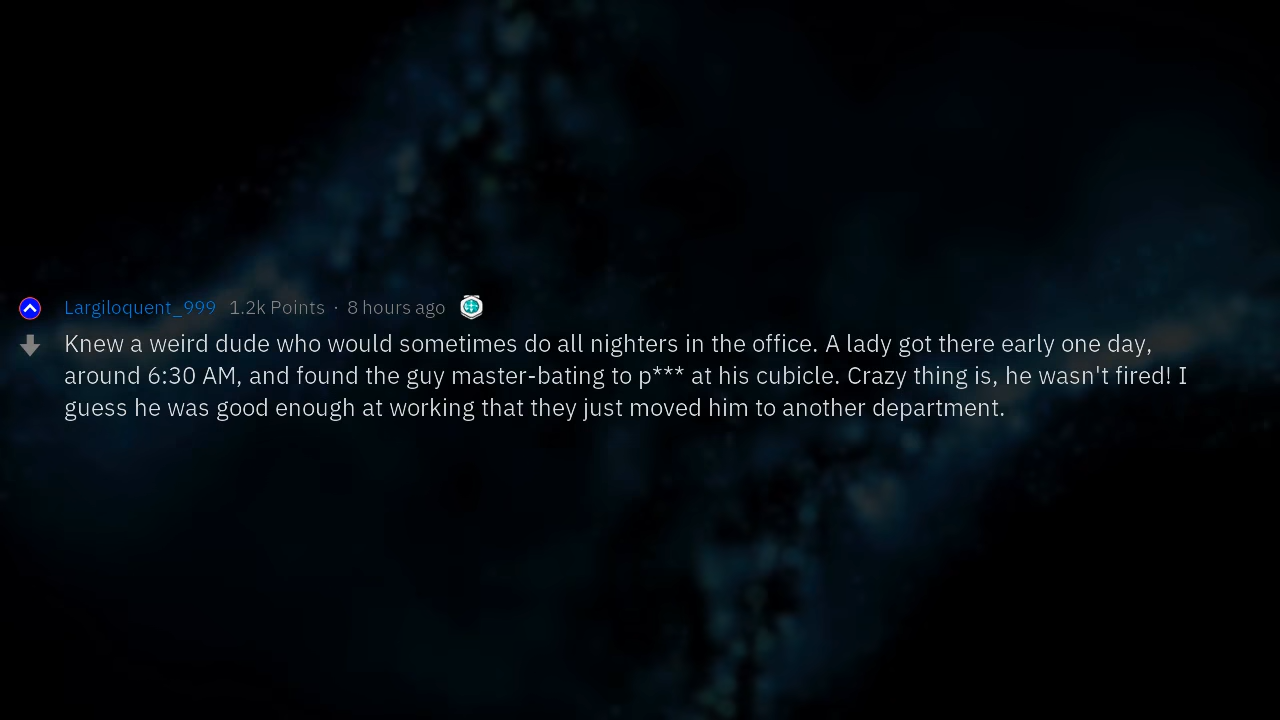 Largiloquent_999 1.2k Points · 8 hours ago
Knew a weird dude who would sometimes do all nighters in the office. A lady got there early one day,
around 6:30 AM, and found the guy master-bating to p*** at his cubicle. Crazy thing is, he wasn't fired! I
guess he was good enough at working that they just moved him to another department.